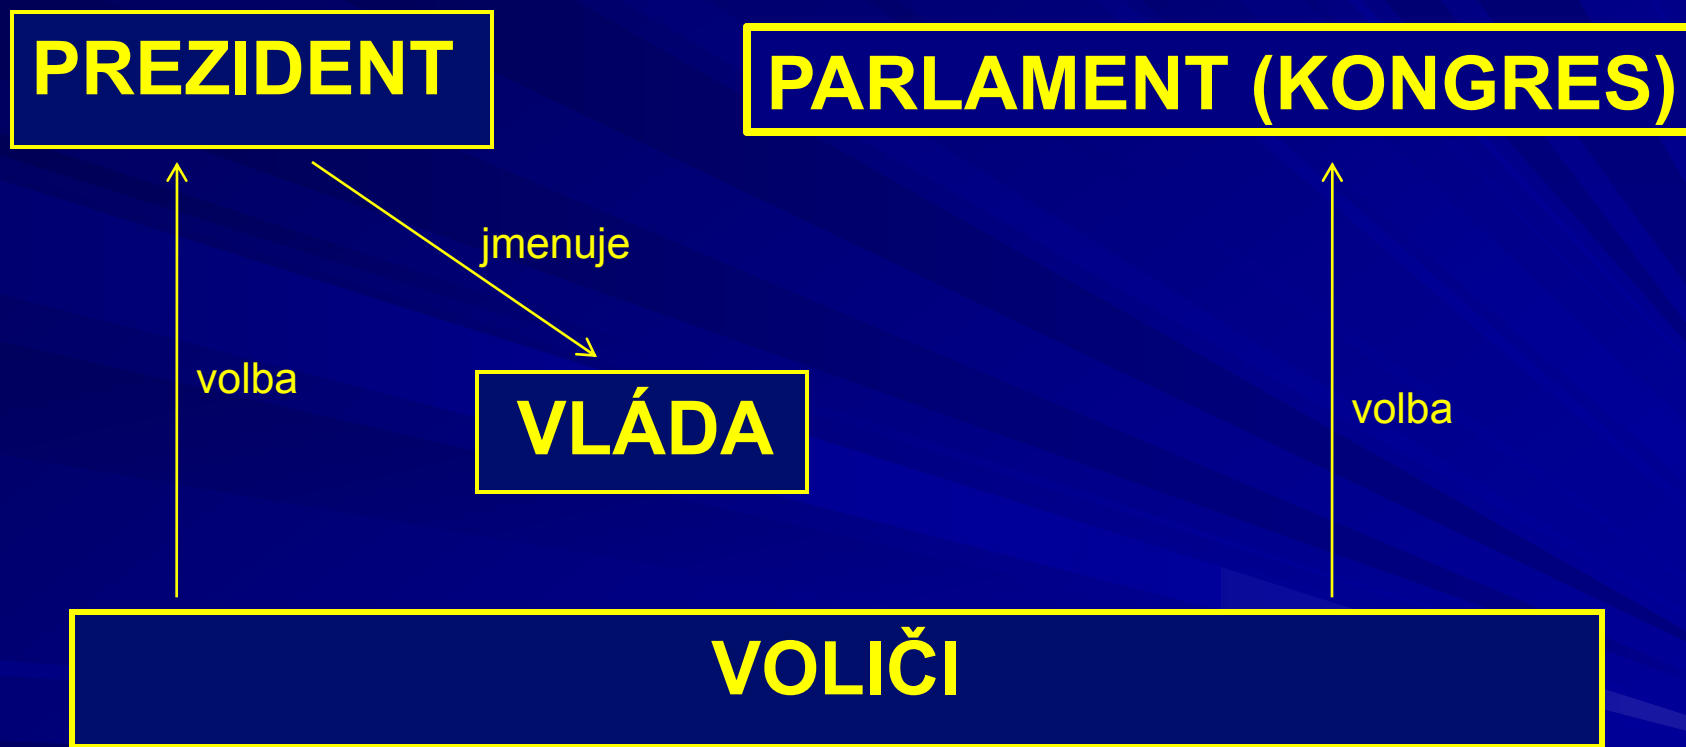 PREZIDENT
PARLAMENT (KONGRES)
jmenuje
volba
VLÁDA
volba
VOLIČI